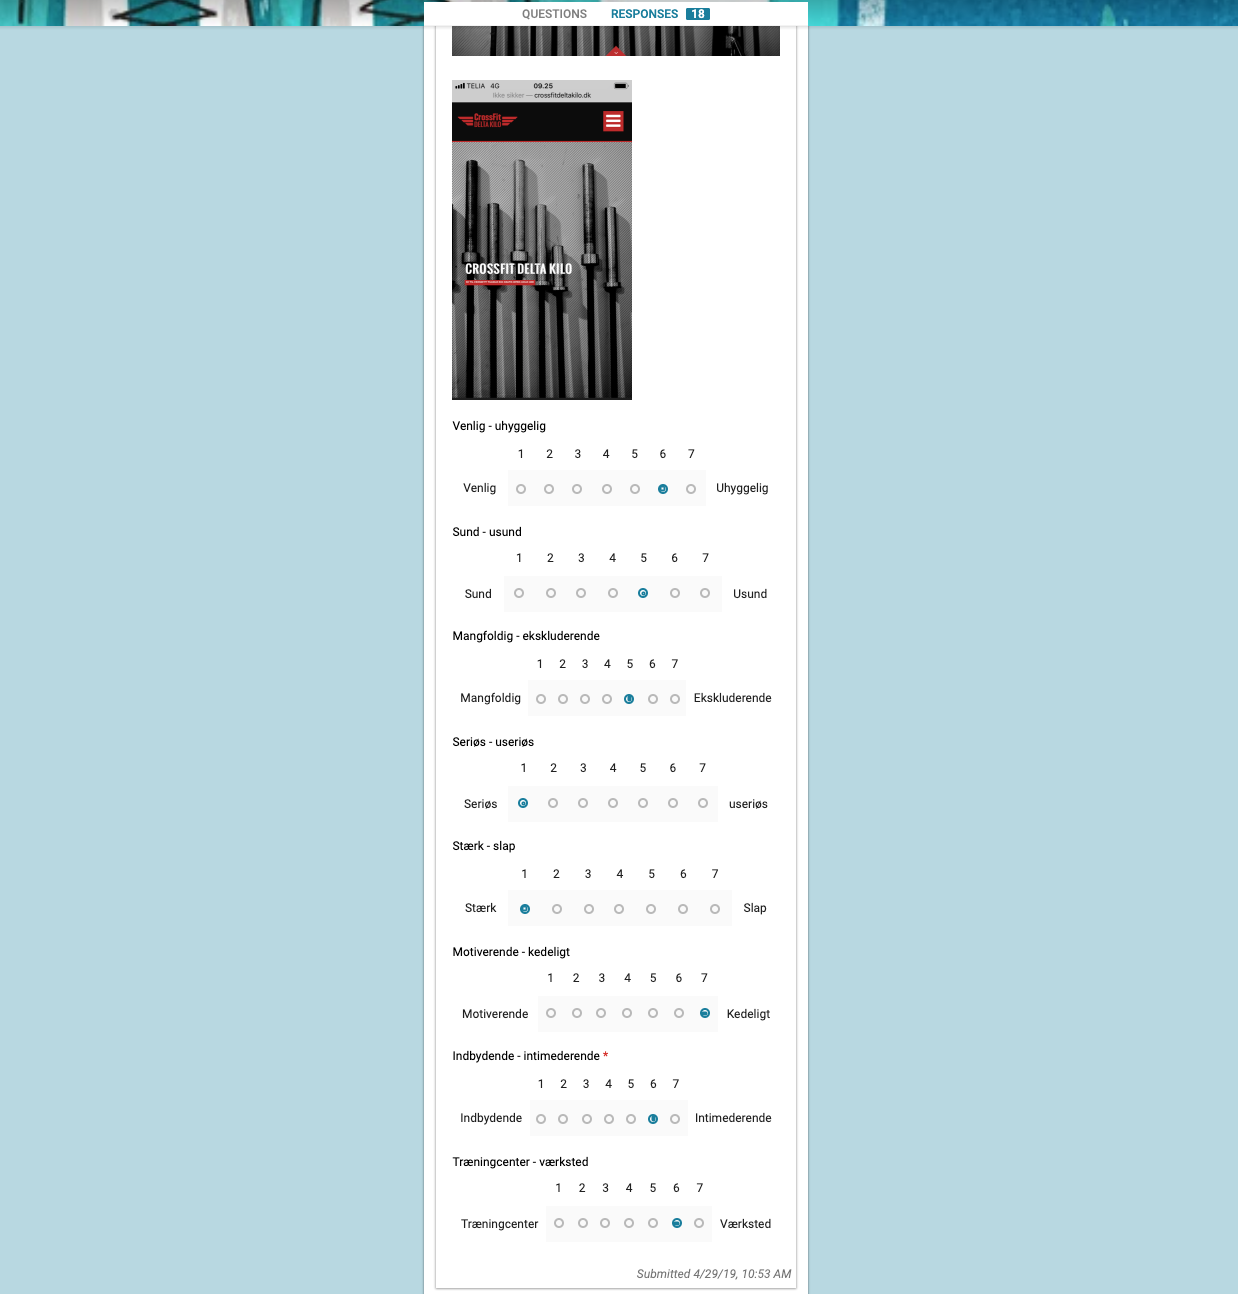 QUESTIONS RESPONSES 18
TELIA 4G 09.25
Ikke sikker — crossfitdeltakilo.dk
CrossFit
DELTA KILO
CROSSFIT DELTA KILO
Venlig - uhyggelig
1 2 3 4 5 6 7
Venlig Uhyggelig
Sund - usund
1 2 3 4 5 6 7
Sund Usund
Mangfoldig - ekskluderende
1 2 3 4 5 6 7
Mangfoldig Ekskluderende
Seriøs - useriøs
1 2 3 4 5 6 7
Seriøs useriøs
Stærk - slap
1 2 3 4 5 6 7
Stærk Slap
Motiverende - kedeligt
1 2 3 4 5 6 7
Motiverende Kedeligt
Indbydende - intimederende *
1 2 3 4 5 6 7
Indbydende Intimederende
Træningcenter - værksted
1 2 3 4 5 6 7
Træningcenter Værksted
Submitted 4/29/19, 10:53 AM